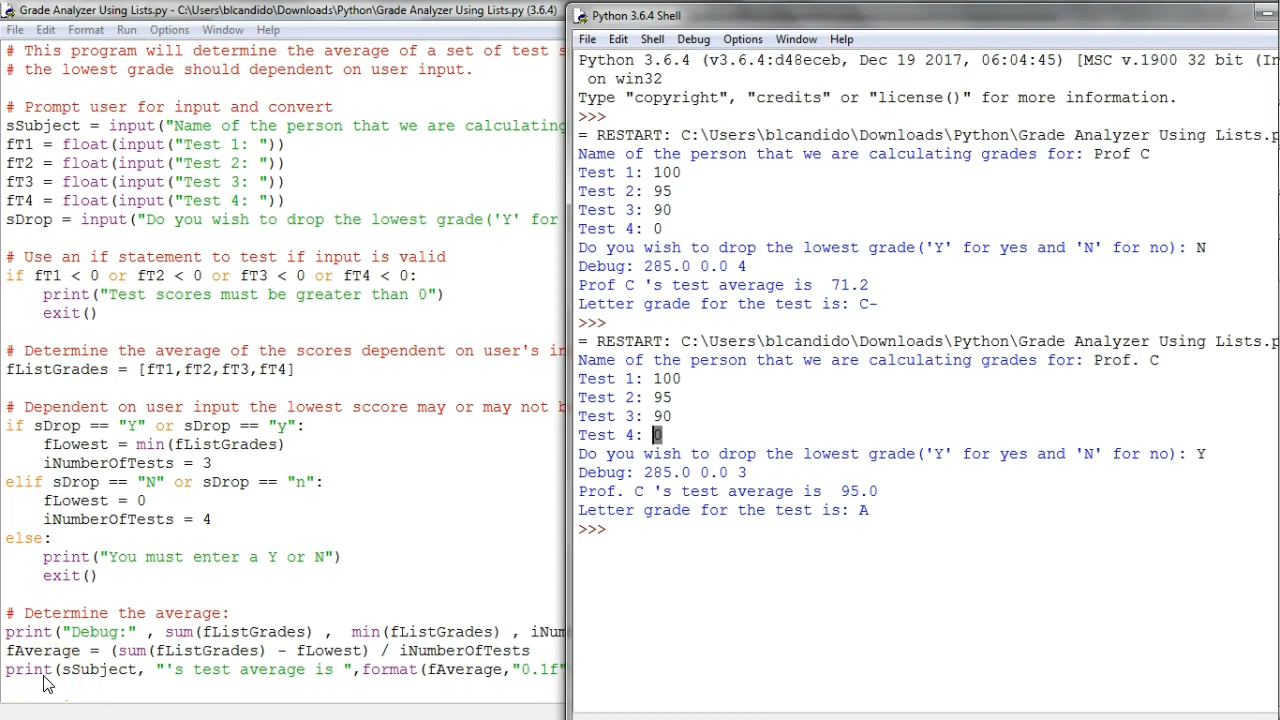 Grade Analyzer Using Lists.py - C:\Users\blcandido\Downloads\Python\Grade Analyzer Using Lists.py (3.6.4)
File Edit Format Run Options Window Help
# This program will determine the average of a set of test s
# the lowest grade should dependent on user input.
# Prompt user for input and convert
sSubject = input("Name of the person that we are calculating
fT1 = float(input("Test 1: "))
fT2 = float(input("Test 2: "))
fT3 = float(input("Test 3: "))
fT4 = float(input("Test 4: "))
sDrop = input("Do you wish to drop the lowest grade('Y' for
# Use an if statement to test if input is valid
if fT1 < 0 or fT2 < 0 or fT3 < 0 or fT4 < 0:
    print("Test scores must be greater than 0")
    exit()
# Determine the average of the scores dependent on user's in
fListGrades = [fT1,fT2,fT3,fT4]
# Dependent on user input the lowest sccore may or may not b
if sDrop == "Y" or sDrop == "y":
    fLowest = min(fListGrades)
    iNumberOfTests = 3
elif sDrop == "N" or sDrop == "n":
    fLowest = 0
    iNumberOfTests = 4
else:
    print("You must enter a Y or N")
    exit()
# Determine the average:
print("Debug:" , sum(fListGrades) ,  min(fListGrades) , iNum
fAverage = (sum(fListGrades) - fLowest) / iNumberOfTests
print(sSubject, "'s test average is ",format(fAverage,"0.1f"
Python 3.6.4 Shell
File Edit Shell Debug Options Window Help
Python 3.6.4 (v3.6.4:d48eceb, Dec 19 2017, 06:04:45) [MSC v.1900 32 bit (In
on win32
Type "copyright", "credits" or "license()" for more information.
>>>
= RESTART: C:\Users\blcandido\Downloads\Python\Grade Analyzer Using Lists.p
Name of the person that we are calculating grades for: Prof C
Test 1: 100
Test 2: 95
Test 3: 90
Test 4: 0
Do you wish to drop the lowest grade('Y' for yes and 'N' for no): N
Debug: 285.0 0.0 4
Prof C 's test average is  71.2
Letter grade for the test is: C-
>>>
= RESTART: C:\Users\blcandido\Downloads\Python\Grade Analyzer Using Lists.p
Name of the person that we are calculating grades for: Prof. C
Test 1: 100
Test 2: 95
Test 3: 90
Test 4: 0
Do you wish to drop the lowest grade('Y' for yes and 'N' for no): Y
Debug: 285.0 0.0 3
Prof. C 's test average is  95.0
Letter grade for the test is: A
>>>